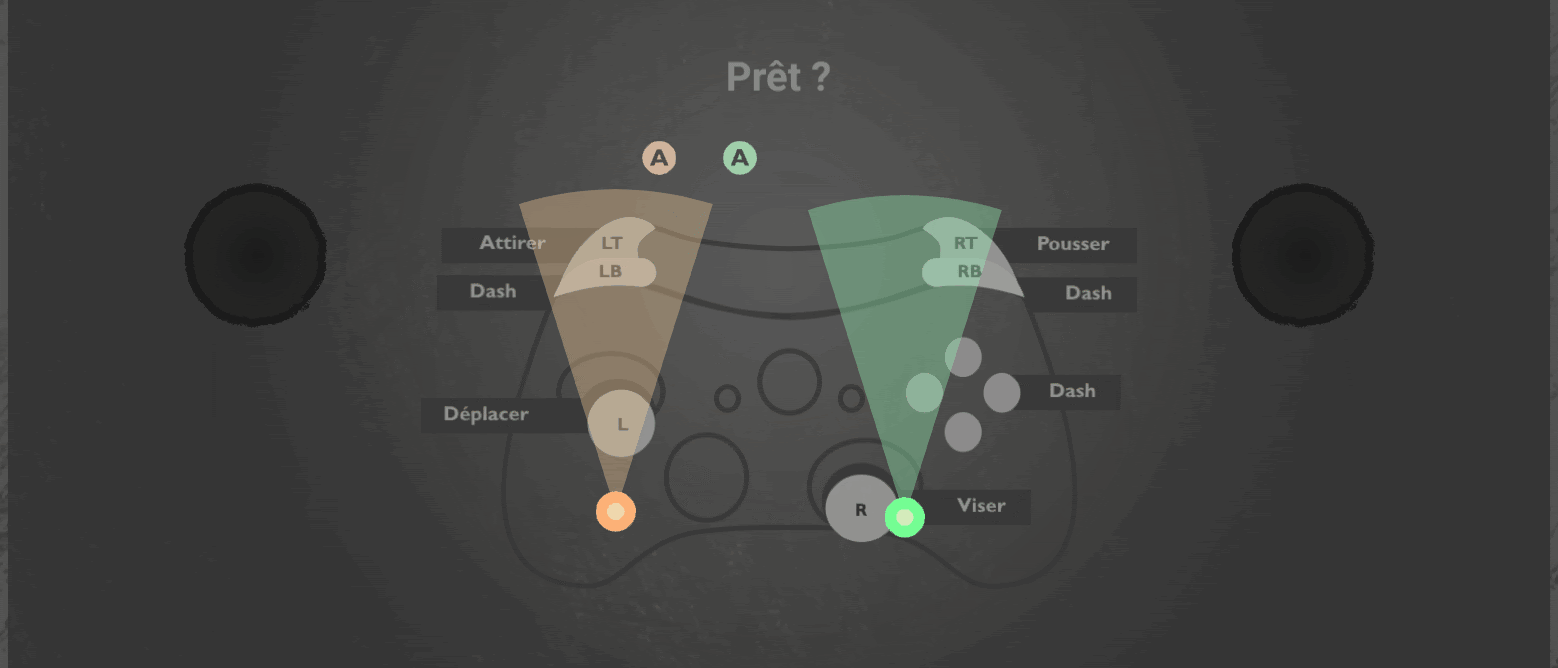 Prêt ?
A A
Attirer LT RT Pousser
LB RB
Dash Dash
Dash
Déplacer L
R Viser